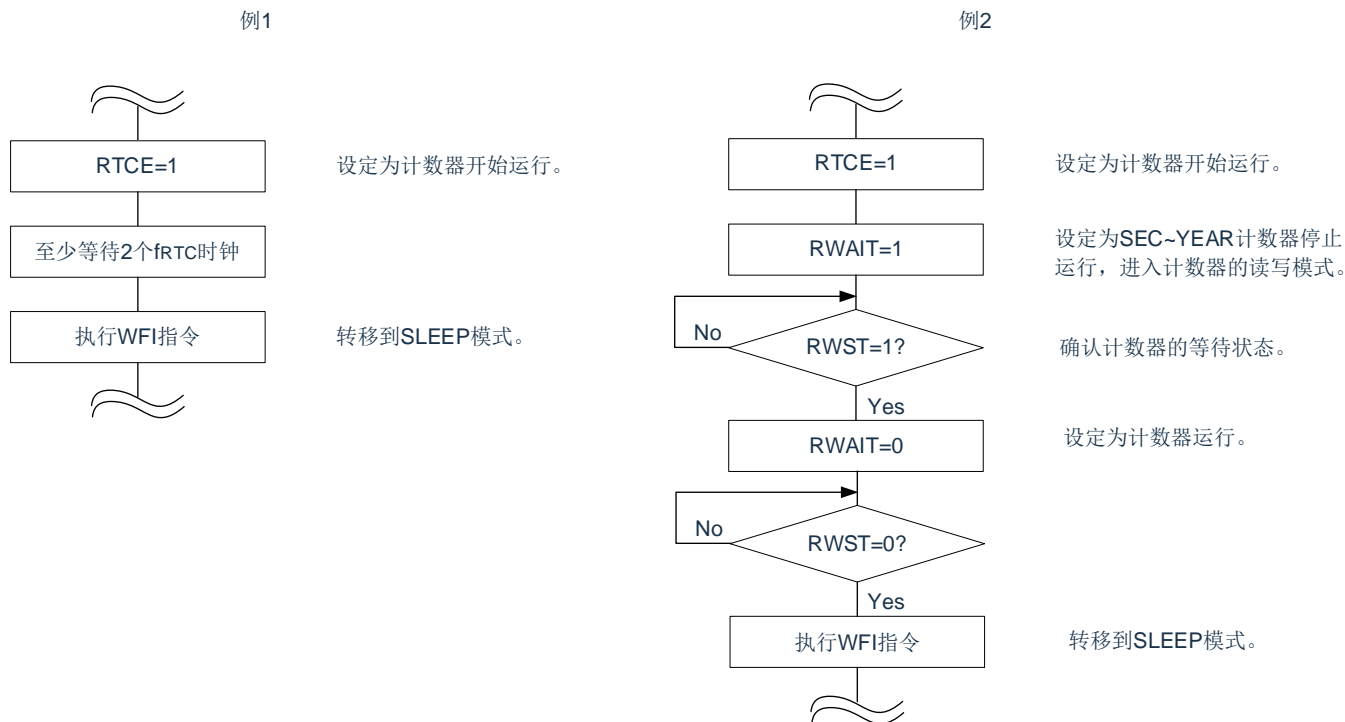 例1
RTCE=1
设定为计数器开始运行。
至少等待2个fRTC时钟
执行WFI指令
转移到SLEEP模式。
例2
RTCE=1
设定为计数器开始运行。
RWAIT=1
设定为SEC~YEAR计数器停止
运行，进入计数器的读写模式。
No
RWST=1?
确认计数器的等待状态。
Yes
RWAIT=0
设定为计数器运行。
No
RWST=0?
Yes
执行WFI指令
转移到SLEEP模式。